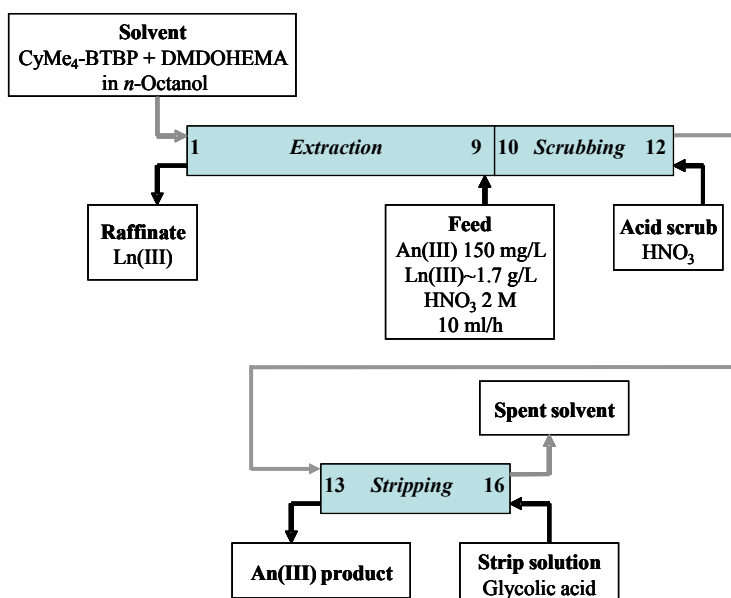 Solvent
CyMe₄-BTBP + DMDOHEMA
in n-Octanol
1 Extraction 9 10 Scrubbing 12
Raffinate
Ln(III)
Feed
An(III) 150 mg/L
Ln(III)~1.7 g/L
HNO₃ 2 M
10 ml/h
Acid scrub
HNO₃
Spent solvent
13 Stripping 16
An(III) product
Strip solution
Glycolic acid